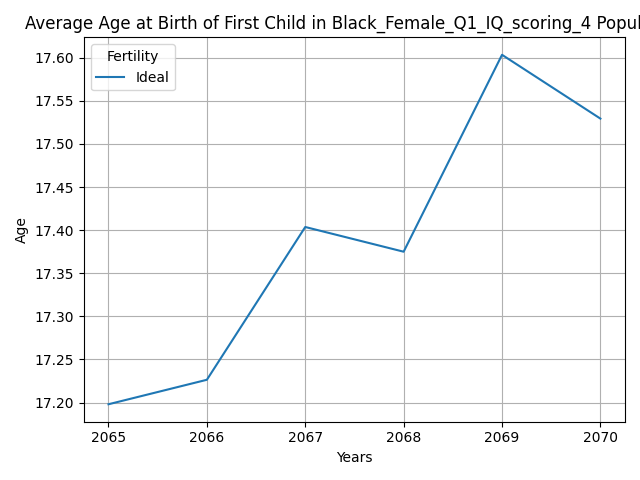 Average Age at Birth of First Child in Black_Female_Q1_IQ_scoring_4 Popul
Fertility
Ideal
17.60
17.55
17.50
17.45
17.40
17.35
17.30
17.25
17.20
Age
2065 2066 2067 2068 2069 2070
Years